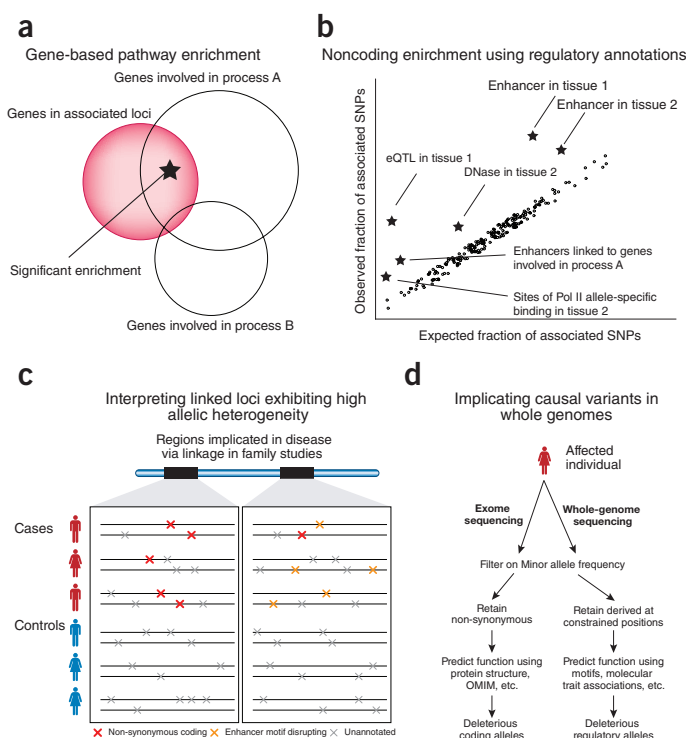 a
Gene-based pathway enrichment
Genes involved in process A
Genes in associated loci
Significant enrichment
Genes involved in process B
b
Noncoding enirchment using regulatory annotations
Observed fraction of associated SNPs
Enhancer in tissue 1
Enhancer in tissue 2
eQTL in tissue 1
DNase in tissue 2
Enhancers linked to genes
involved in process A
Sites of Pol II allele-specific
binding in tissue 2
Expected fraction of associated SNPs
c
Interpreting linked loci exhibiting high
allelic heterogeneity
Regions implicated in disease
via linkage in family studies
Cases
Controls
Non-synonymous coding
Enhancer motif disrupting
Unannotated
d
Implicating causal variants in
whole genomes
Affected
individual
Exome
sequencing
Whole-genome
sequencing
Filter on Minor allele frequency
Retain
non-synonymous
Retain derived at
constrained positions
Predict function using
protein structure,
OMIM, etc.
Predict function using
motifs, molecular
trait associations, etc.
Deleterious
coding alleles
Deleterious
regulatory alleles